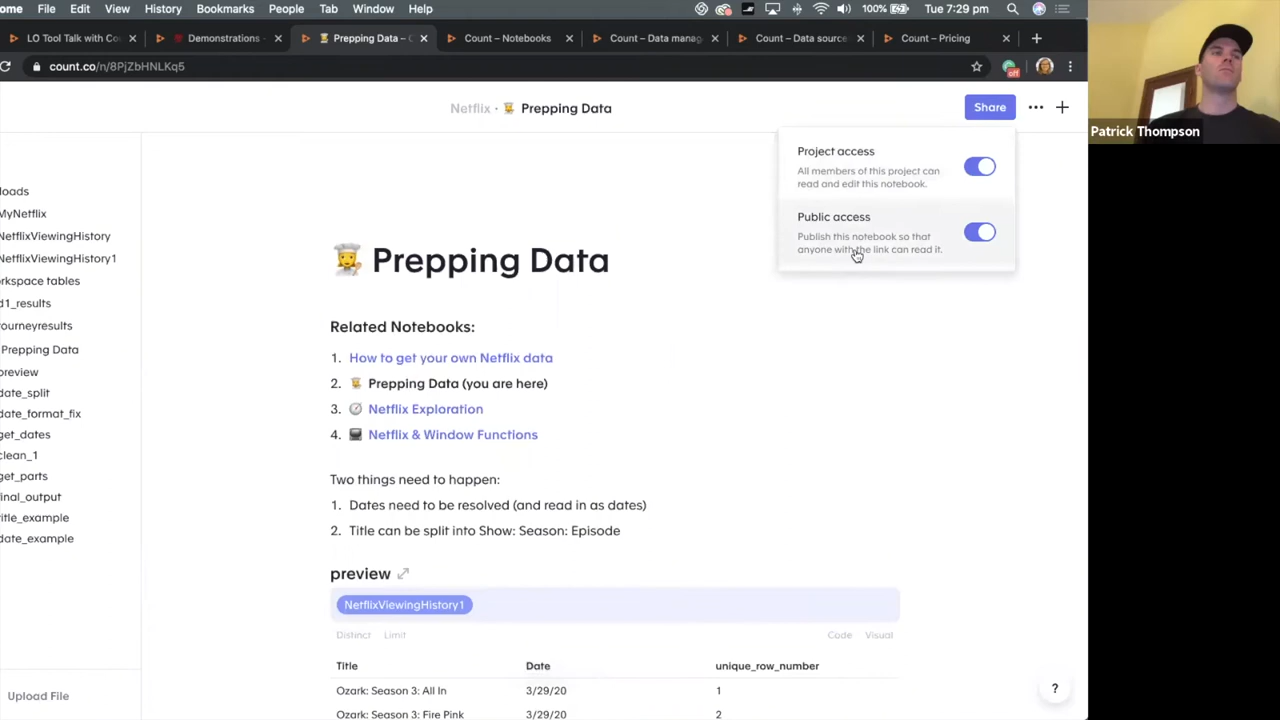 ome File Edit View History Bookmarks People Tab Window Help 100% Tue 7:29 pm
LO Tool Talk with Co Demonstrations - Prepping Data – C Count – Notebooks Count – Data manag Count – Data source Count – Pricing
count.co/n/8PjZbHNLKq5 off
Netflix · Prepping Data Share
Project access
All members of this project can
read and edit this notebook.
Public access
Publish this notebook so that
anyone with the link can read it.
Patrick Thompson
loads
MyNetflix
NetflixViewingHistory
NetflixViewingHistory1
rkspace tables
d1_results
ourneyresults
Prepping Data
preview
date_split
date_format_fix
get_dates
clean_1
get_parts
inal_output
itle_example
date_example
Upload File
Prepping Data
Related Notebooks:
1. How to get your own Netflix data
2. Prepping Data (you are here)
3. Netflix Exploration
4. Netflix & Window Functions
Two things need to happen:
1. Dates need to be resolved (and read in as dates)
2. Title can be split into Show: Season: Episode
preview
NetflixViewingHistory1
Distinct Limit Code Visual
Title Date unique_row_number
Ozark: Season 3: All In 3/29/20 1
Ozark: Season 3: Fire Pink 3/29/20 2
?